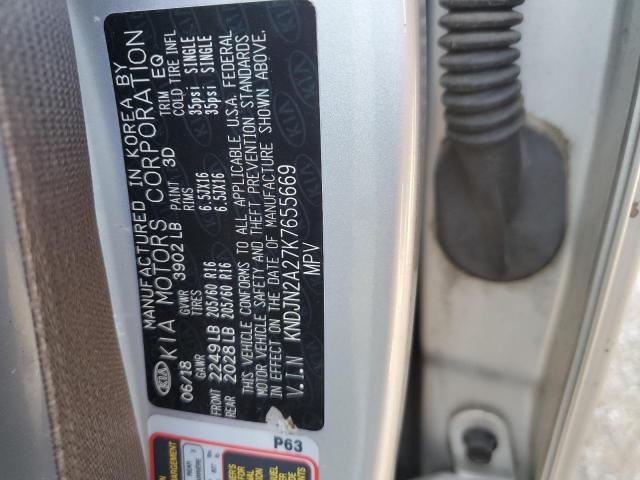 MANUFACTURED IN KOREA BY
KIA KIA MOTORS CORPORATION
06/18 GVWR 3902 LB PAINT 3D TRIM EQ
GAWR TIRES RIMS COLD TIRE INFL
FRONT 2249 LB 205/60 R16 6.5JX16 35psi SINGLE
REAR 2028 LB 205/60 R16 6.5JX16 35psi SINGLE
THIS VEHICLE CONFORMS TO ALL APPLICABLE U.S.A. FEDERAL
MOTOR VEHICLE SAFETY AND THEFT PREVENTION STANDARDS
IN EFFECT ON THE DATE OF MANUFACTURE SHOWN ABOVE.
V.I.N KNDJN2A27K7655669
MPV
P63